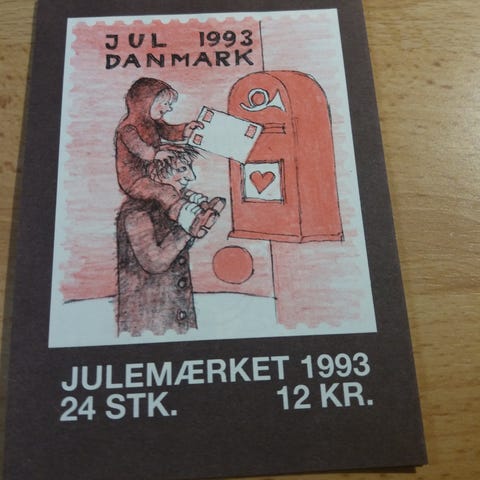 JUL 1993
DANMARK
JULEMÆRKET 1993
24 STK. 12 KR.